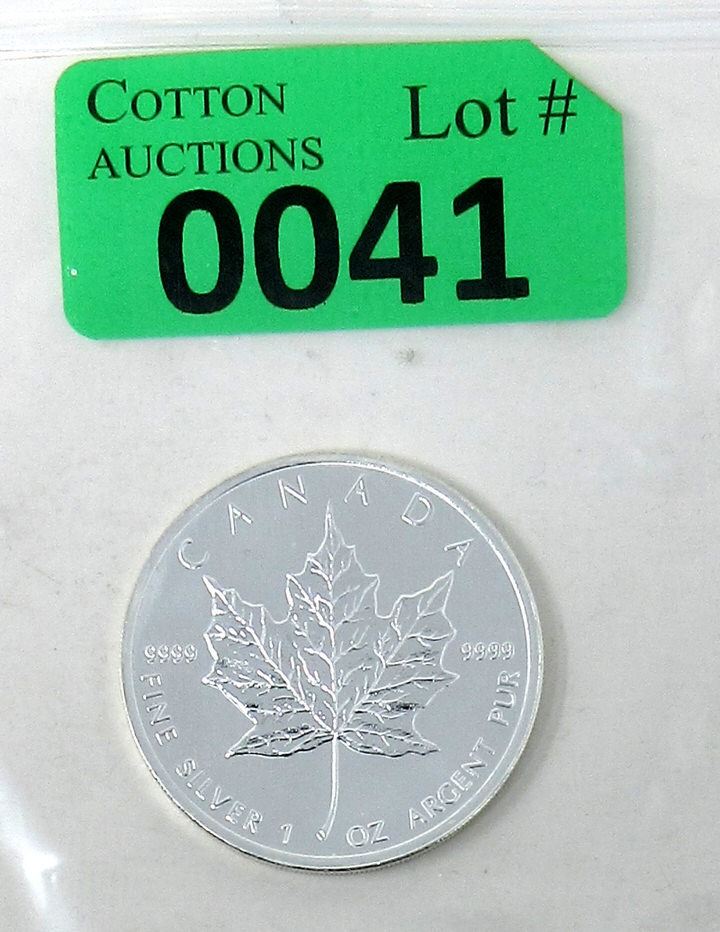 COTTON
AUCTIONS
Lot #
0041
CANADA
9999 9999
FINE SILVER 1 OZ ARGENT PUR